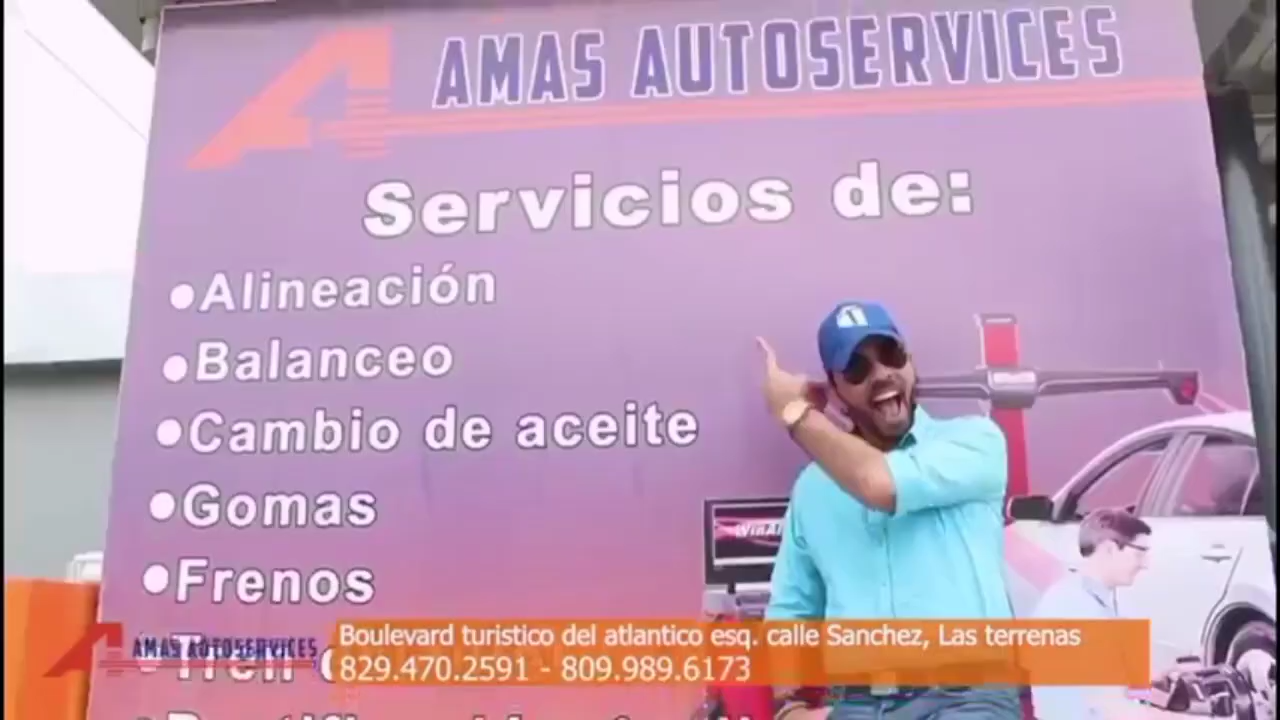 AMAS AUTOSERVICES
Servicios de:
•Alineación
•Balanceo
•Cambio de aceite
•Gomas
•Frenos
•Tren
AMAS AUTOSERVICES
Boulevard turistico del atlantico esq. calle Sanchez, Las terrenas
829.470.2591 - 809.989.6173